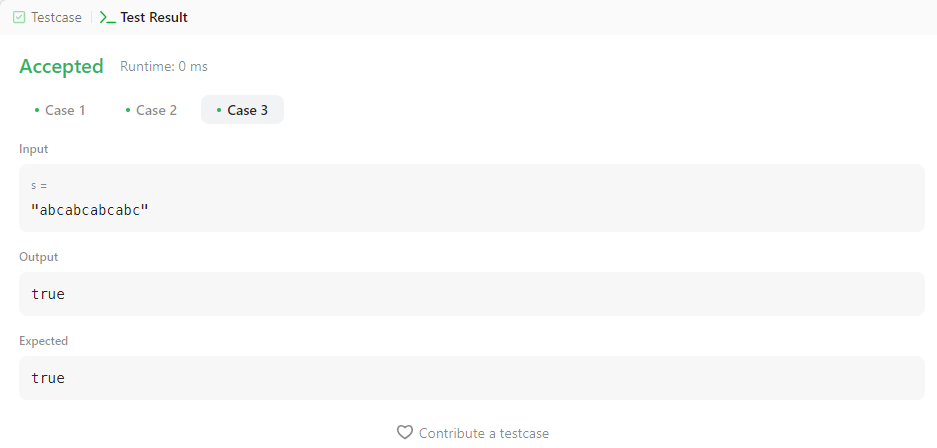 Testcase Test Result
Accepted Runtime: 0 ms
Case 1 Case 2 Case 3
Input
s =
"abcabcabcabc"
Output
true
Expected
true
Contribute a testcase